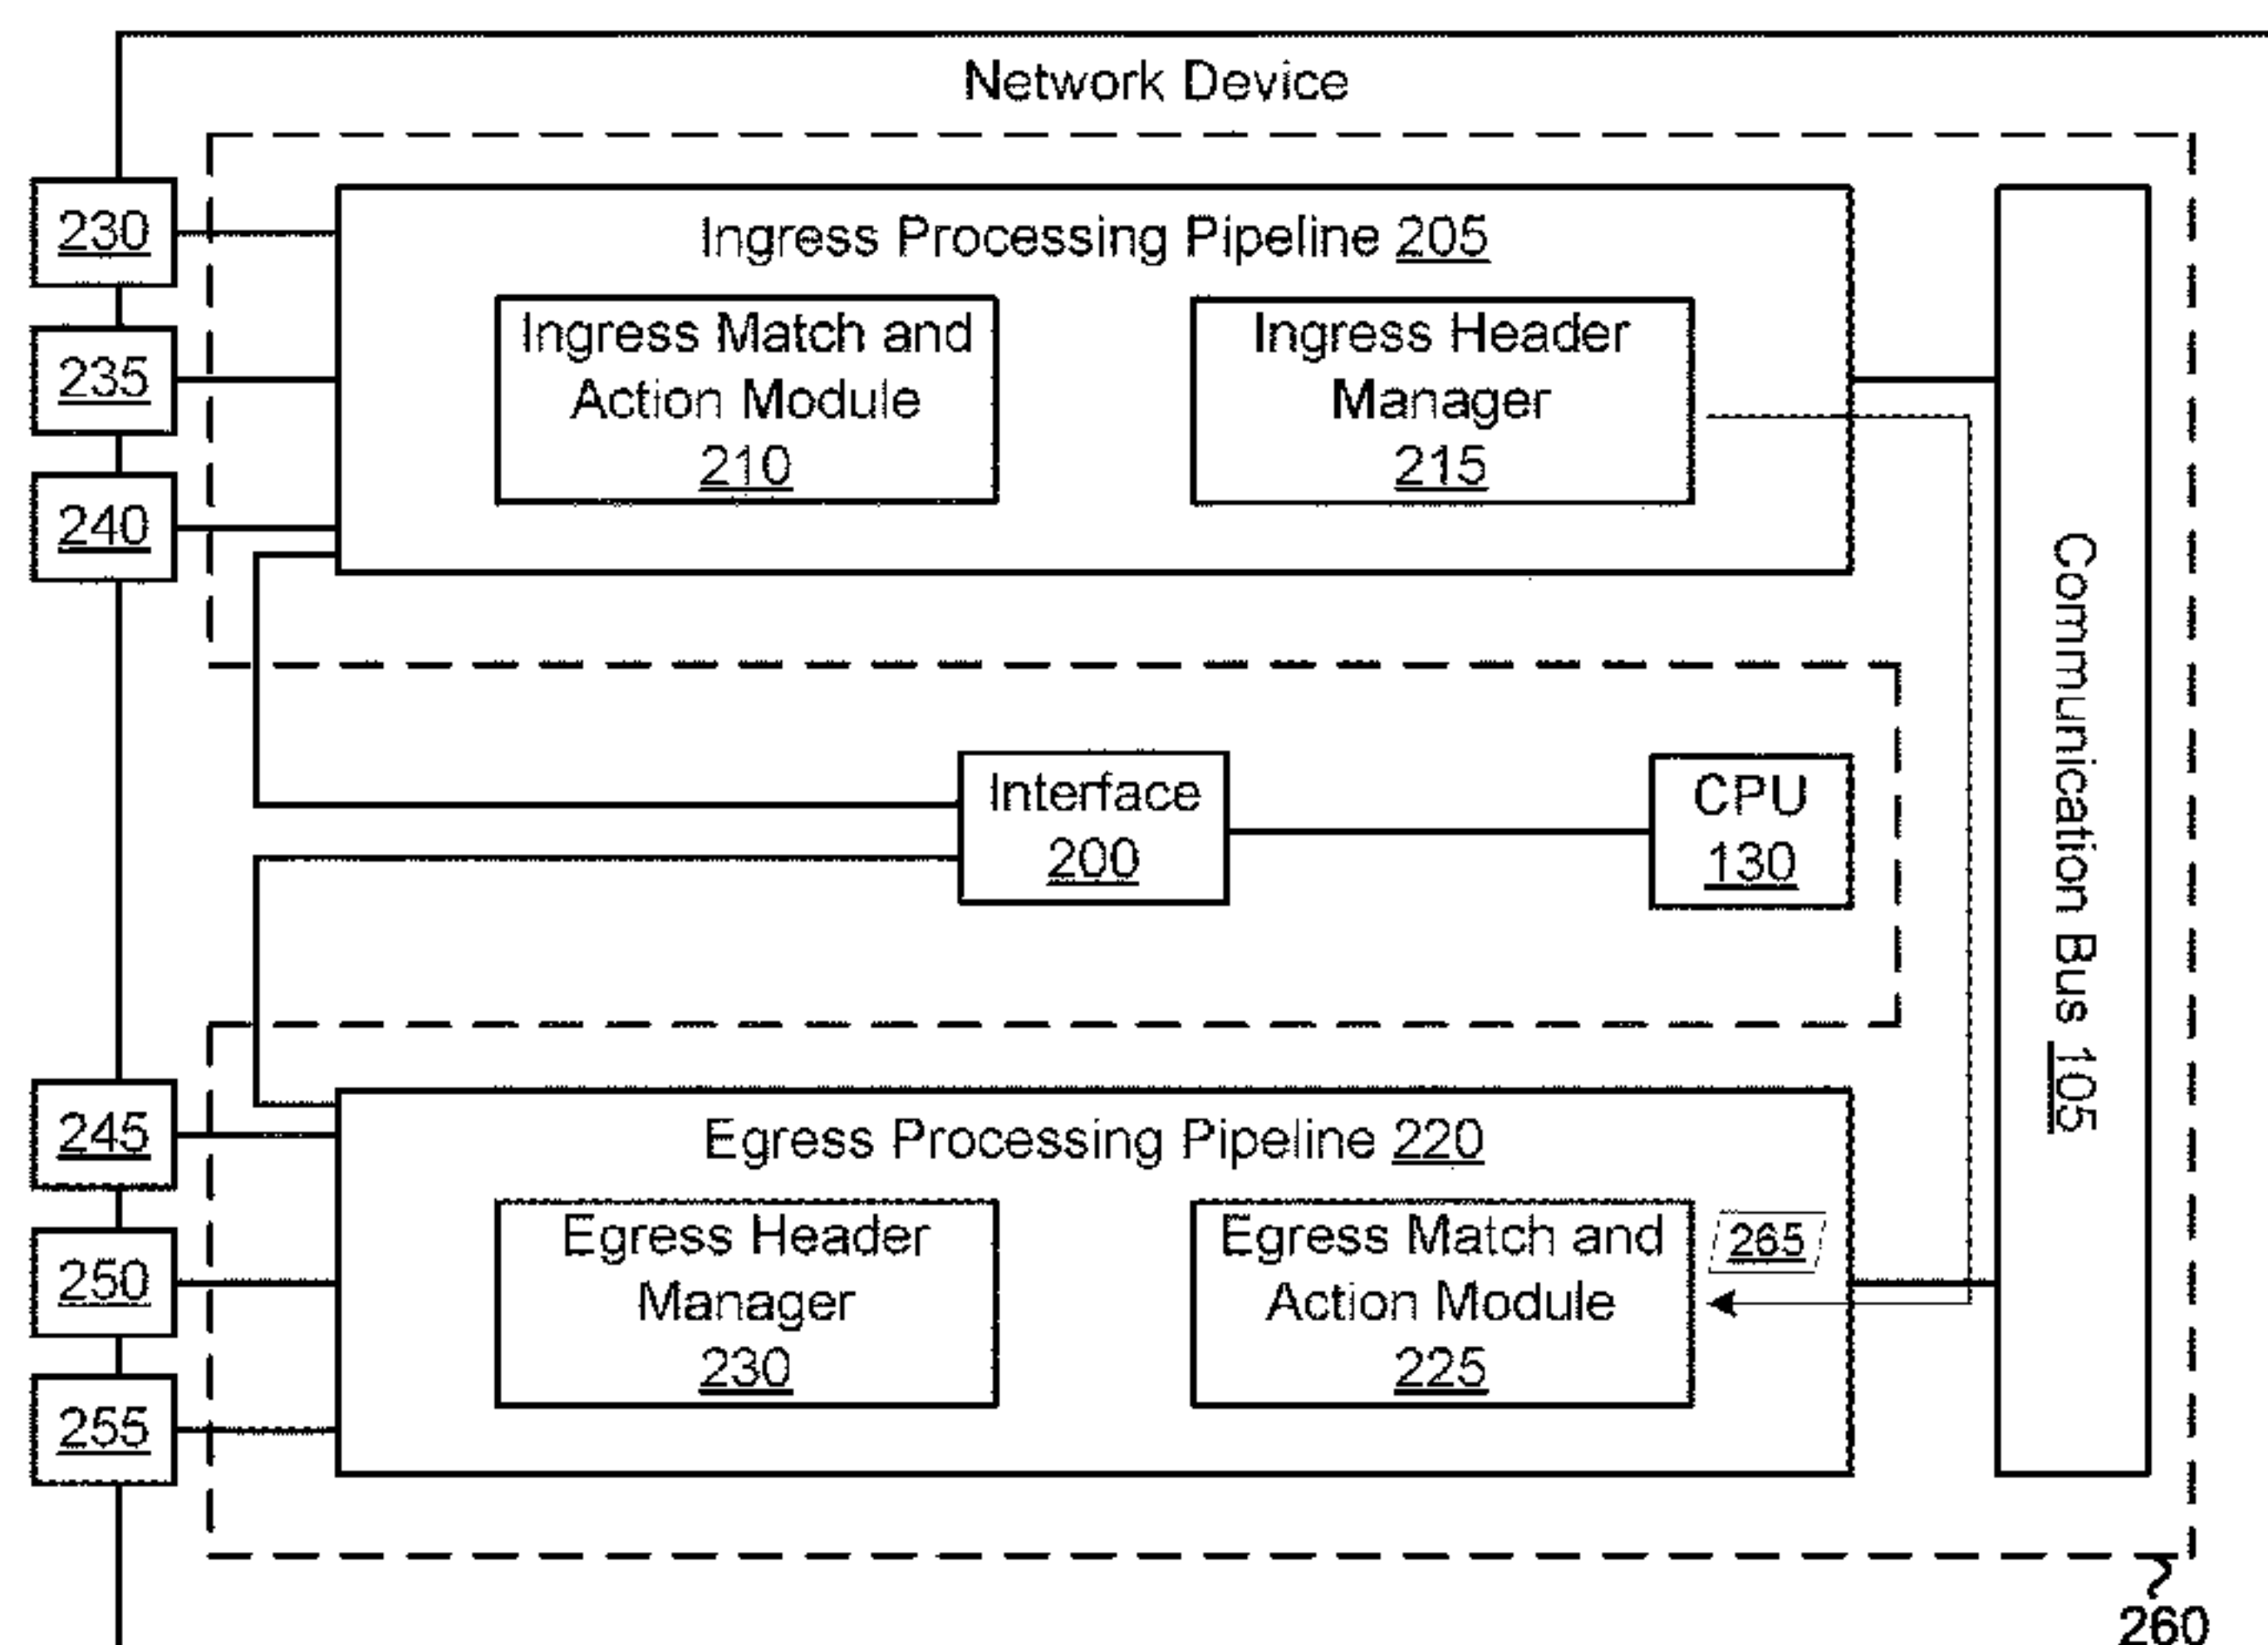 Network Device
230
235
240
Ingress Processing Pipeline 205
Ingress Match and
Action Module
210
Ingress Header
Manager
215
Interface
200
CPU
130
Communication Bus 105
245
250
255
Egress Processing Pipeline 220
Egress Header
Manager
230
Egress Match and
Action Module
225
265
260